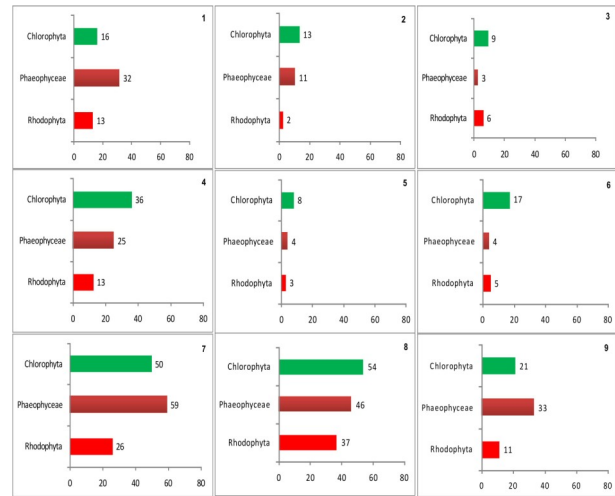 1
Chlorophyta 16
Phaeophyceae 32
Rhodophyta 13
0 20 40 60 80
2
Chlorophyta 13
Phaeophyceae 11
Rhodophyta 2
0 20 40 60 80
3
Chlorophyta 9
Phaeophyceae 3
Rhodophyta 6
0 20 40 60 80
4
Chlorophyta 36
Phaeophyceae 25
Rhodophyta 13
0 20 40 60 80
5
Chlorophyta 8
Phaeophyceae 4
Rhodophyta 3
0 20 40 60 80
6
Chlorophyta 17
Phaeophyceae 4
Rhodophyta 5
0 20 40 60 80
7
Chlorophyta 50
Phaeophyceae 59
Rhodophyta 26
0 20 40 60 80
8
Chlorophyta 54
Phaeophyceae 46
Rhodophyta 37
0 20 40 60 80
9
Chlorophyta 21
Phaeophyceae 33
Rhodophyta 11
0 20 40 60 80